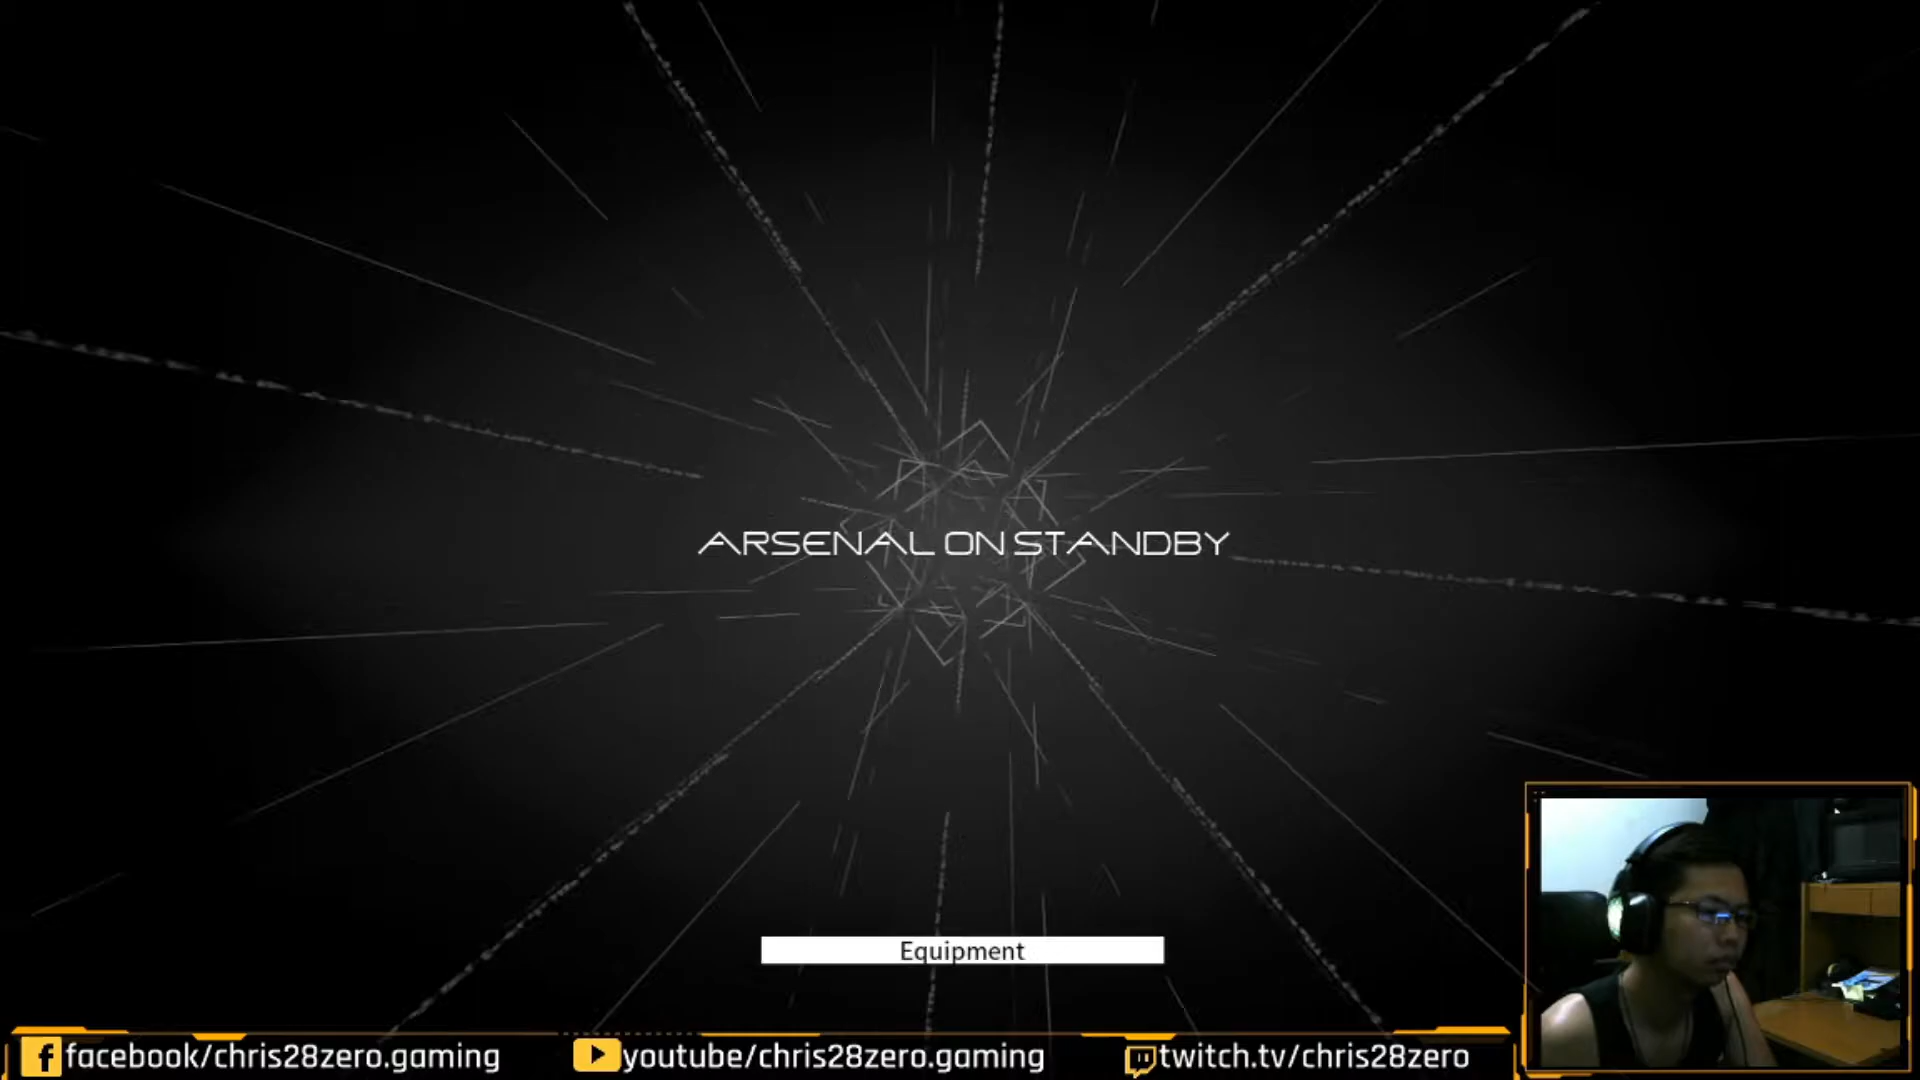 ARSENAL ON STANDBY
Equipment
facebook/chris28zero.gaming
youtube/chris28zero.gaming
twitch.tv/chris28zero